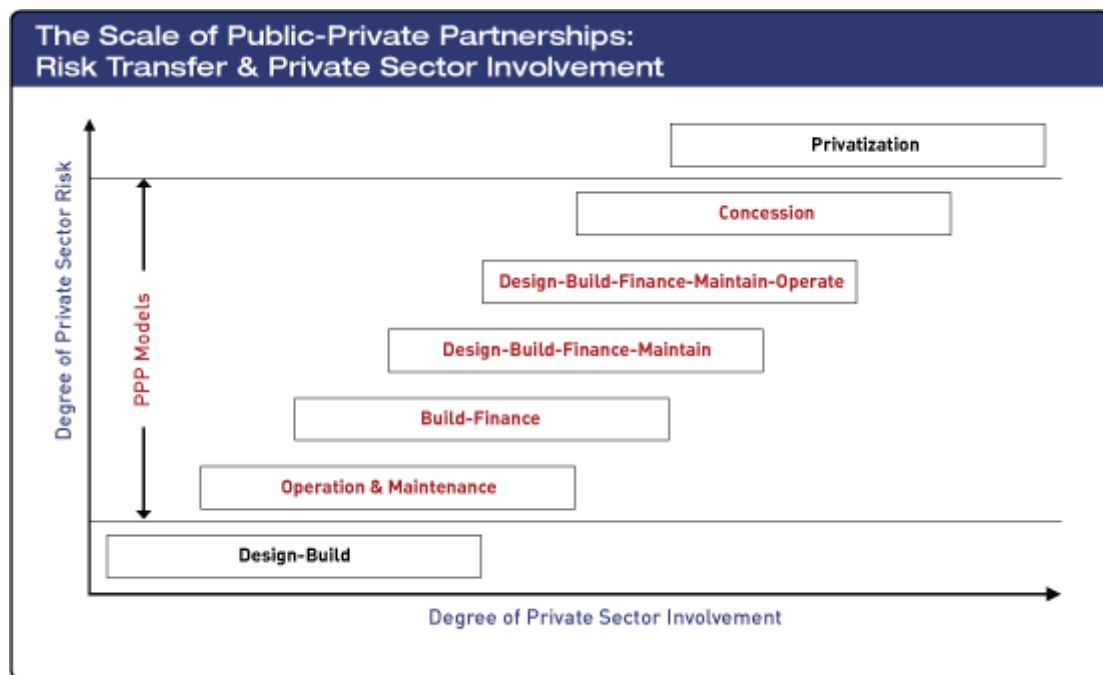 The Scale of Public-Private Partnerships:
Risk Transfer & Private Sector Involvement
Degree of Private Sector Risk
PPP Models
Privatization
Concession
Design-Build-Finance-Maintain-Operate
Design-Build-Finance-Maintain
Build-Finance
Operation & Maintenance
Design-Build
Degree of Private Sector Involvement